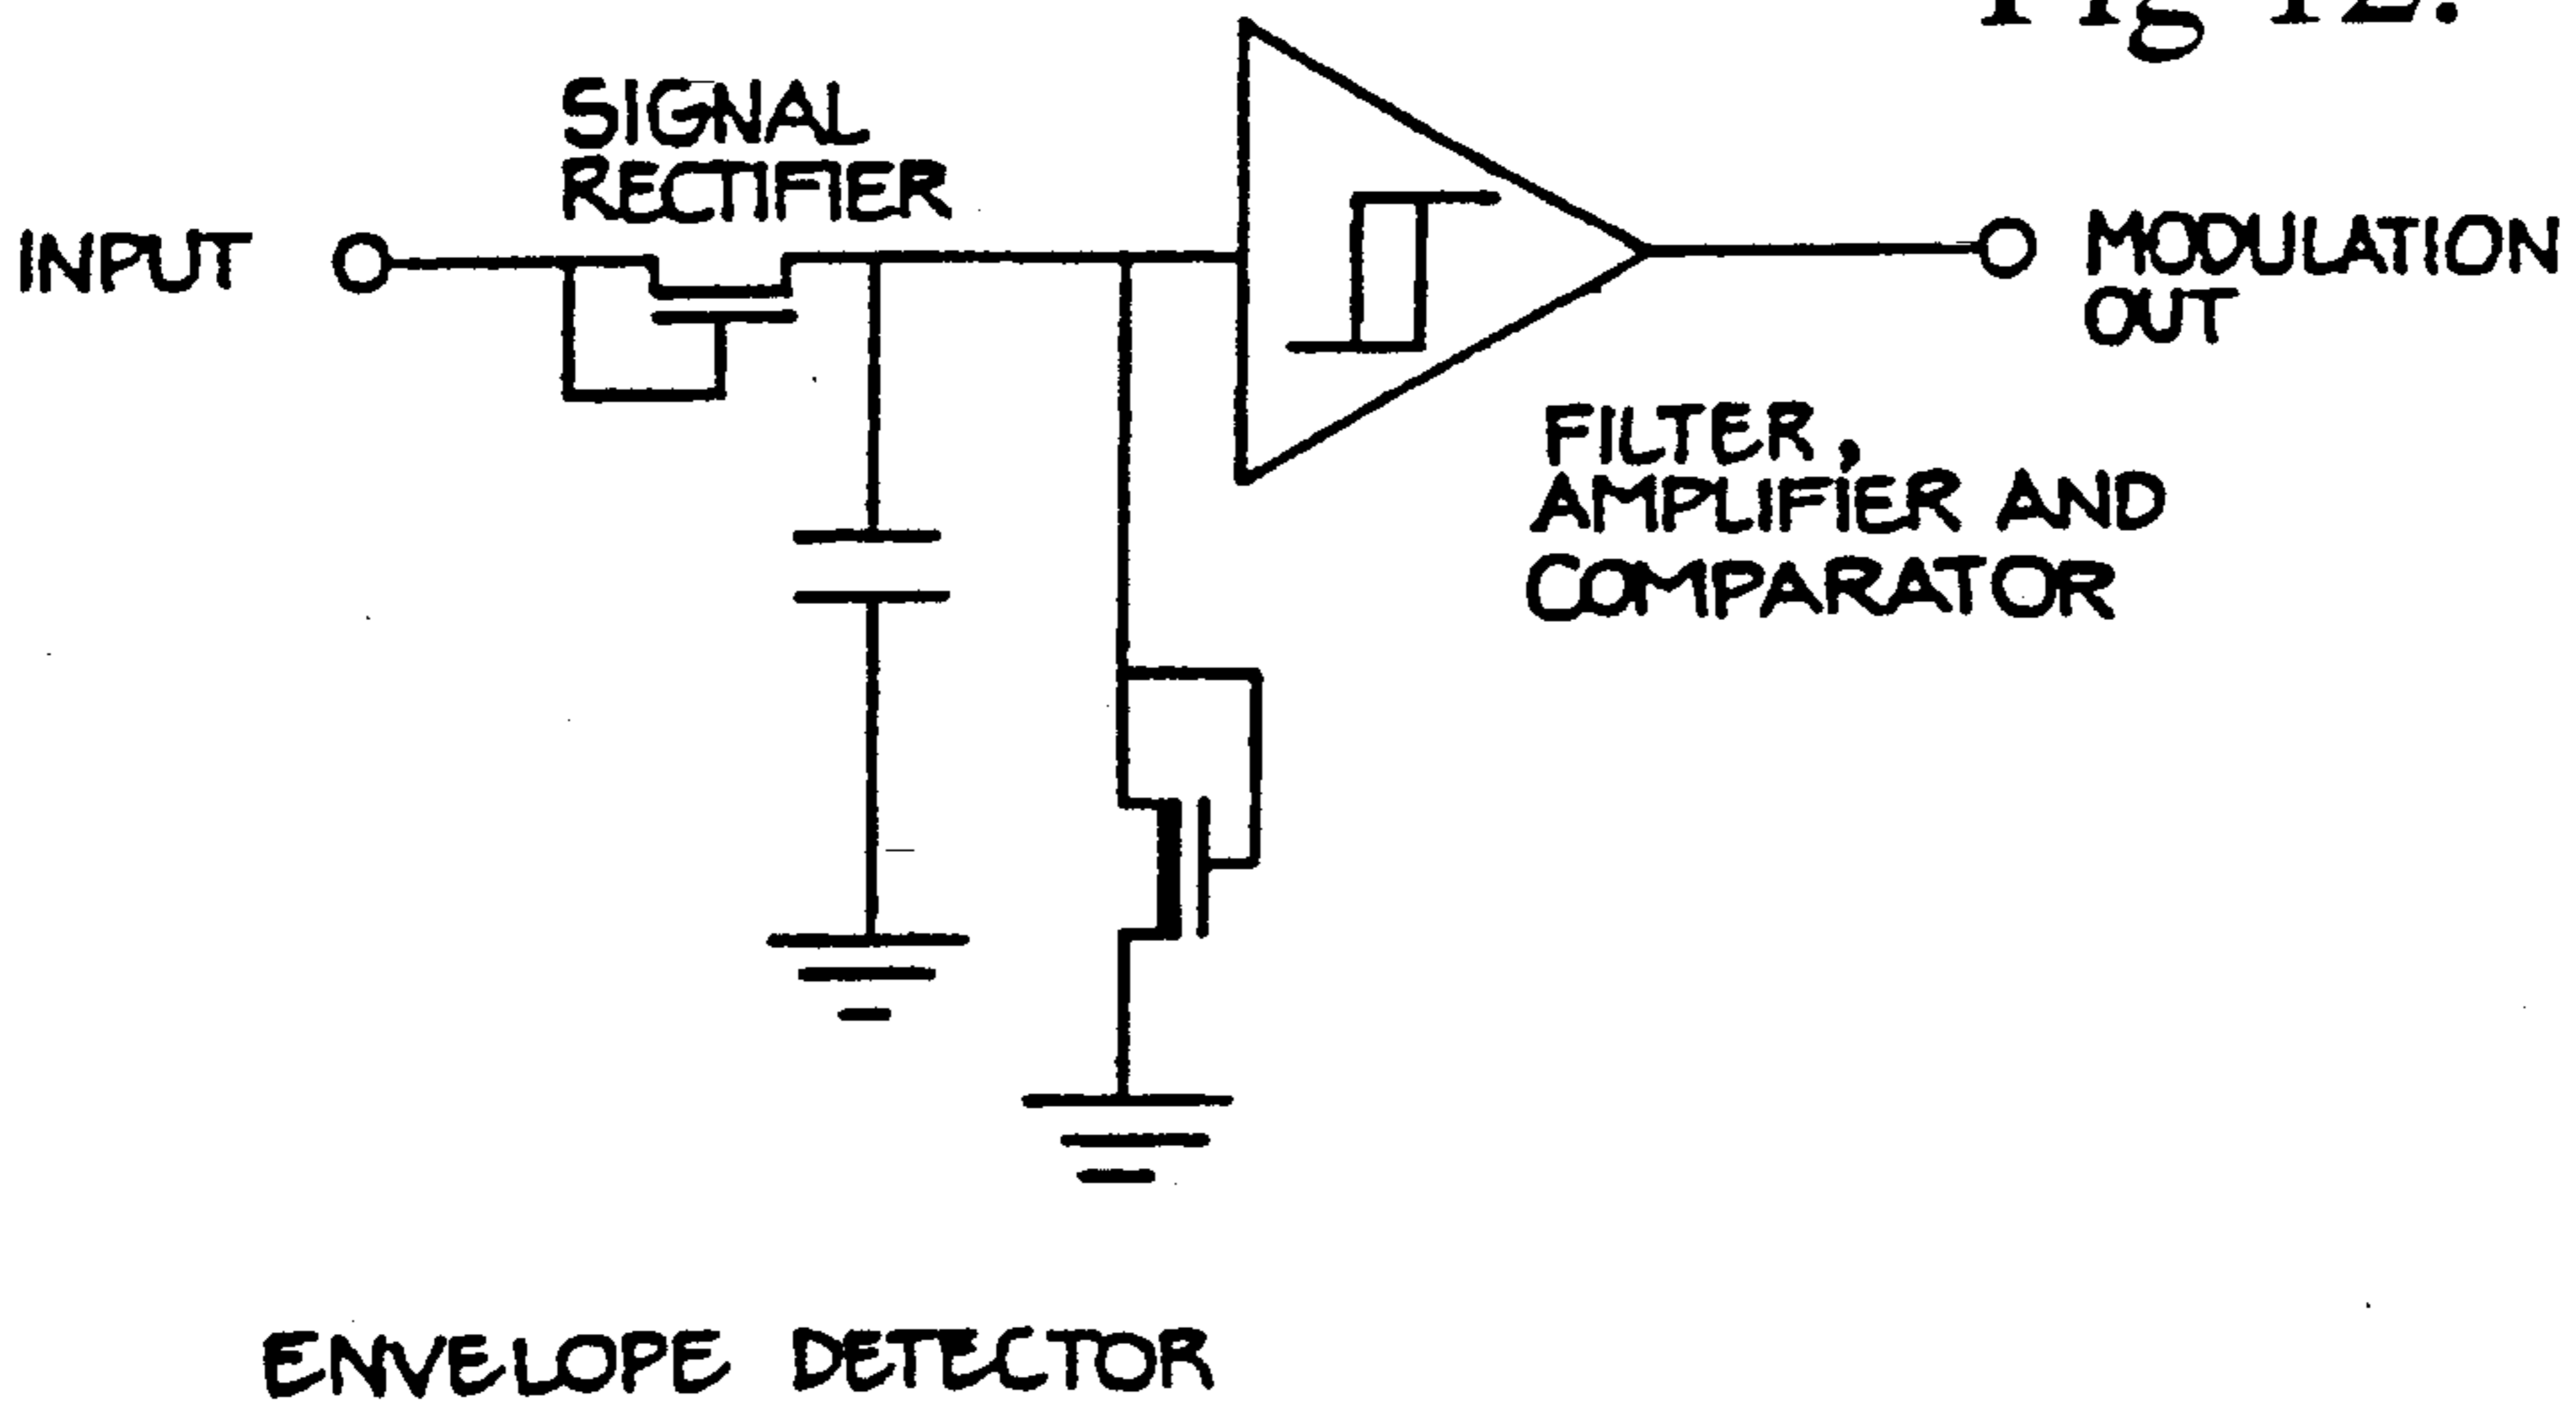 Fig 12.
SIGNAL
RECTIFIER
INPUT
MODULATION
OUT
FILTER,
AMPLIFIER AND
COMPARATOR
ENVELOPE DETECTOR